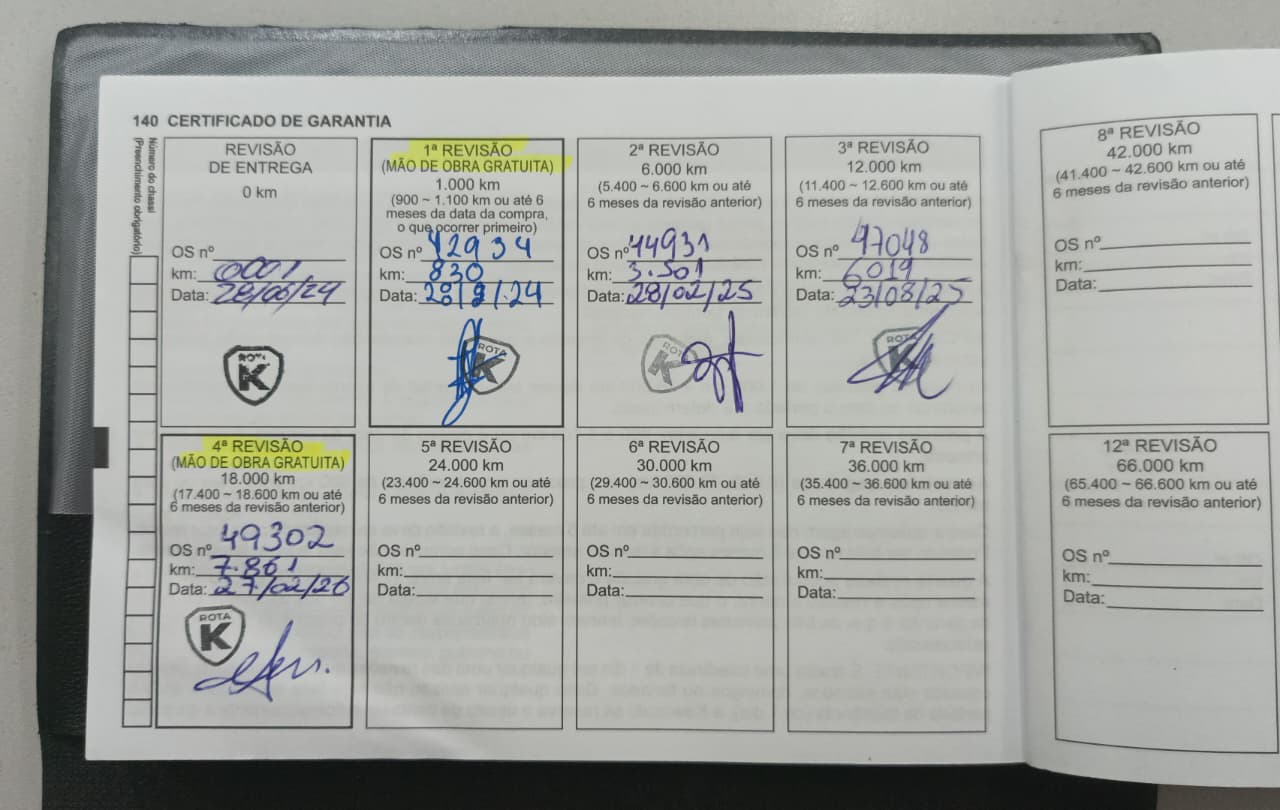 140 CERTIFICADO DE GARANTIA
Número do chassi
(Preenchimento obrigatório)
REVISÃO
DE ENTREGA
0 km
OS nº
km: 0001
Data: 28/06/24
ROTA
K
1ª REVISÃO
(MÃO DE OBRA GRATUITA)
1.000 km
(900 ~ 1.100 km ou até 6
meses da data da compra,
o que ocorrer primeiro)
OS nº 42934
km: 830
Data: 28/9/24
ROTA
K
2ª REVISÃO
6.000 km
(5.400 ~ 6.600 km ou até
6 meses da revisão anterior)
OS nº 44931
km: 3.501
Data: 28/02/25
ROTA
K
3ª REVISÃO
12.000 km
(11.400 ~ 12.600 km ou até
6 meses da revisão anterior)
OS nº 47048
km: 6019
Data: 23/08/25
ROTA
K
8ª REVISÃO
42.000 km
(41.400 ~ 42.600 km ou até
6 meses da revisão anterior)
OS nº
km:
Data:
4ª REVISÃO
(MÃO DE OBRA GRATUITA)
18.000 km
(17.400 ~ 18.600 km ou até
6 meses da revisão anterior)
OS nº 49302
km: 7.861
Data: 27/02/26
ROTA
K
5ª REVISÃO
24.000 km
(23.400 ~ 24.600 km ou até
6 meses da revisão anterior)
OS nº
km:
Data:
6ª REVISÃO
30.000 km
(29.400 ~ 30.600 km ou até
6 meses da revisão anterior)
OS nº
km:
Data:
7ª REVISÃO
36.000 km
(35.400 ~ 36.600 km ou até
6 meses da revisão anterior)
OS nº
km:
Data:
12ª REVISÃO
66.000 km
(65.400 ~ 66.600 km ou até
6 meses da revisão anterior)
OS nº
km:
Data: